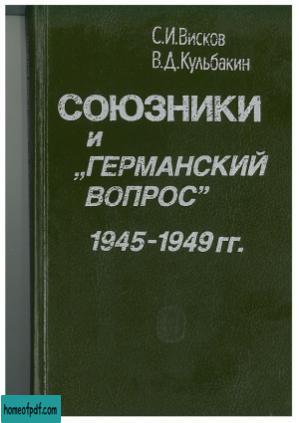 С.И.Висков
В.Д.Кульбакин
СОЮЗНИКИ
и
„ГЕРМАНСКИЙ
ВОПРОС"
1945-1949 гг.
homeofpdf.com